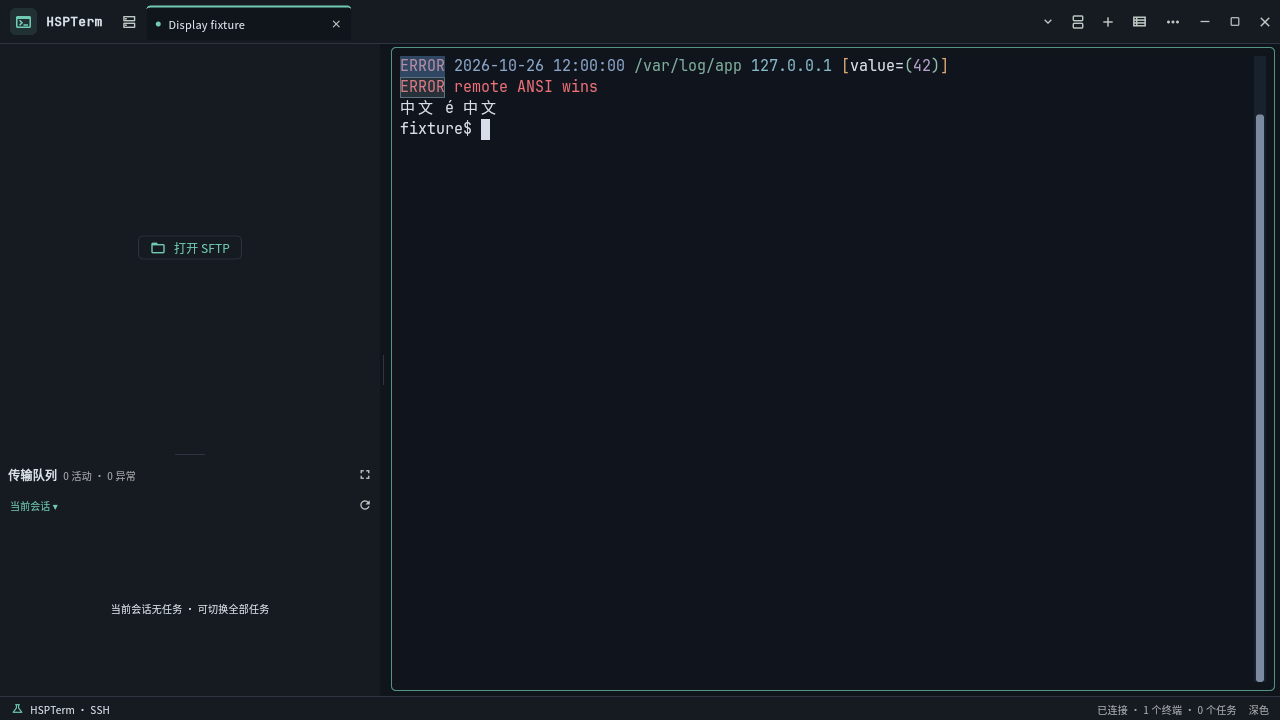 HSPTerm
Display fixture
ERROR 2026-10-26 12:00:00 /var/log/app 127.0.0.1 [value=(42)]
ERROR remote ANSI wins
中文 é 中文
fixture$
打开 SFTP
传输队列 0 活动 · 0 异常
当前会话 ▾
当前会话无任务 · 可切换全部任务
HSPTerm · SSH
已连接 · 1 个终端 · 0 个任务 深色